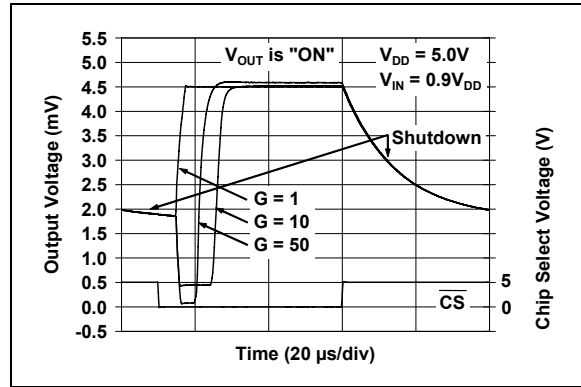 5.5
5.0
4.5
4.0
3.5
3.0
2.5
2.0
1.5
1.0
0.5
0.0
-0.5
Output Voltage (mV)
VOUT is "ON"
VDD = 5.0V
VIN = 0.9VDD
Shutdown
G = 1
G = 10
G = 50
CS
5
0
Chip Select Voltage (V)
Time (20 µs/div)